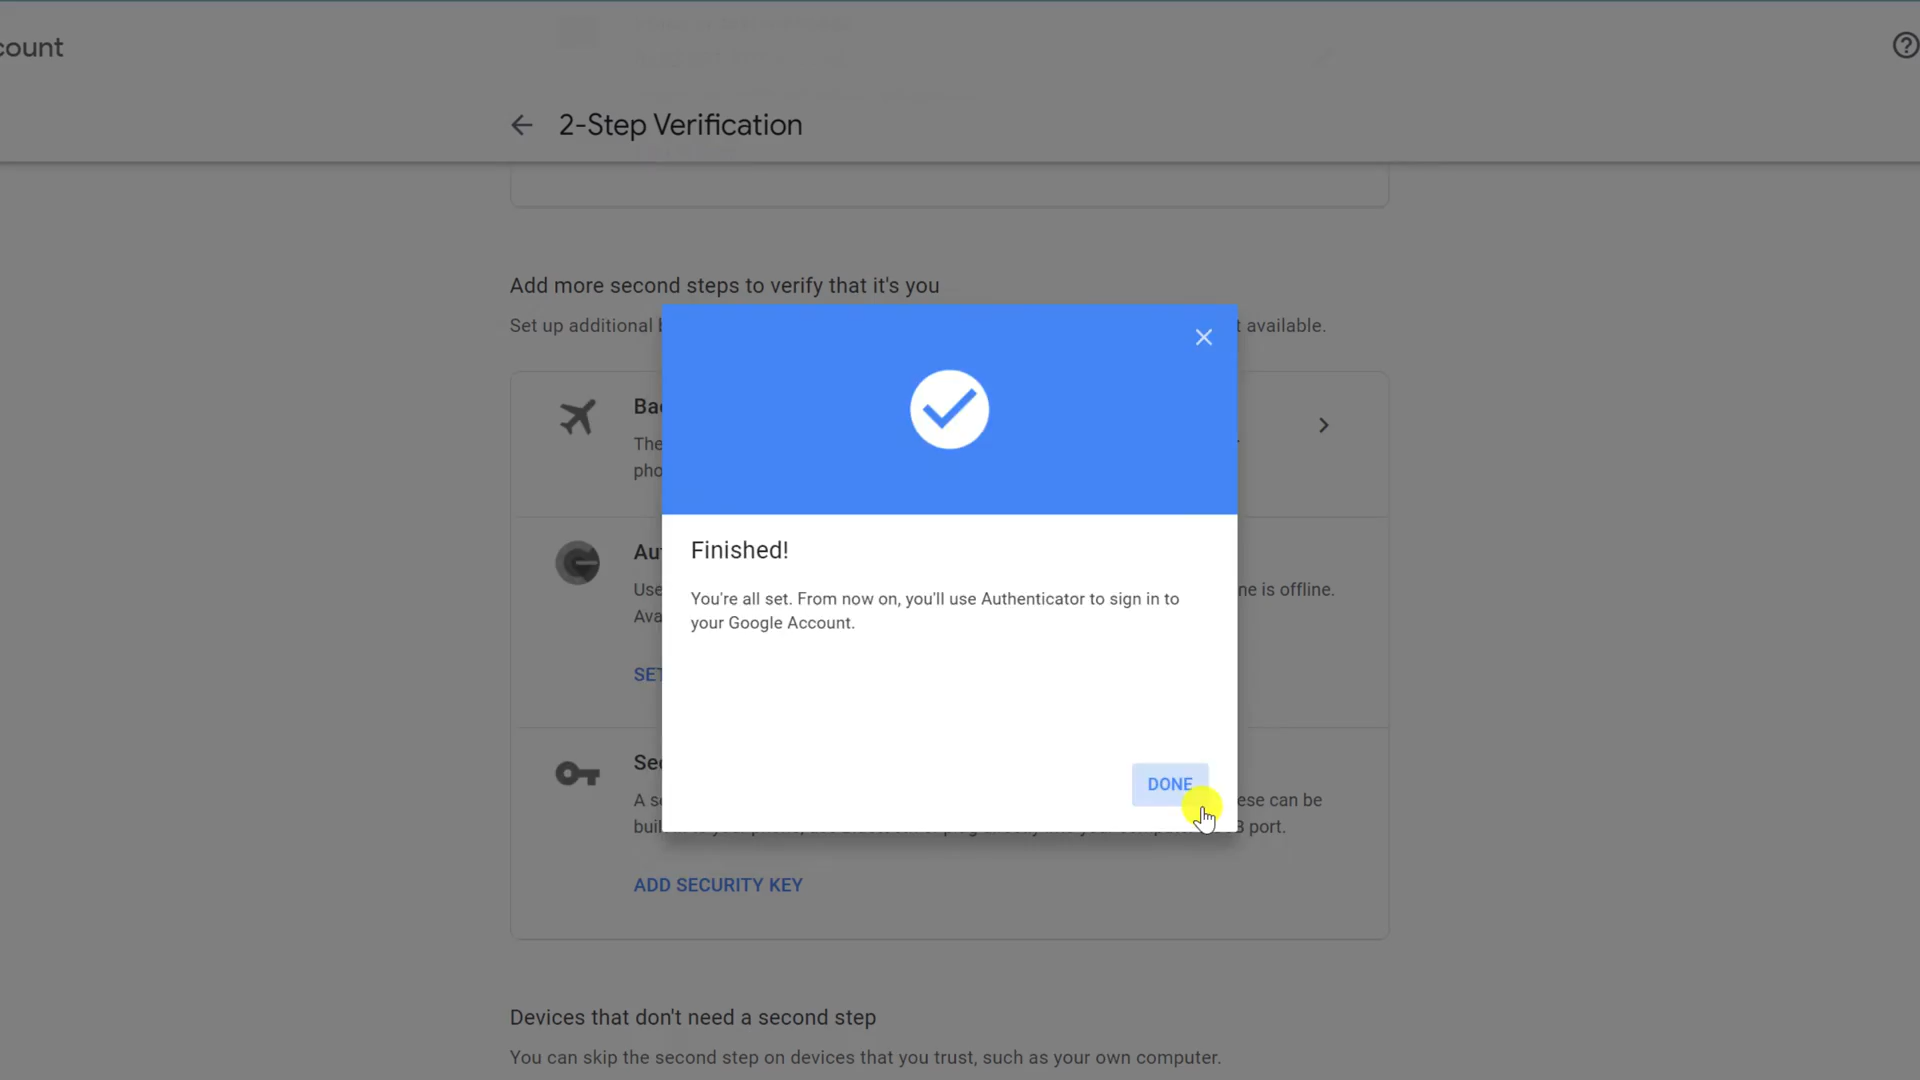 count
2-Step Verification
Add more second steps to verify that it's you
Set up additional
t available.
Bac
The
pho
Aut
Use
ne is offline.
Ava
SET
Finished!
You're all set. From now on, you'll use Authenticator to sign in to
your Google Account.
DONE
Sec
A se
ese can be
B port.
ADD SECURITY KEY
Devices that don't need a second step
You can skip the second step on devices that you trust, such as your own computer.